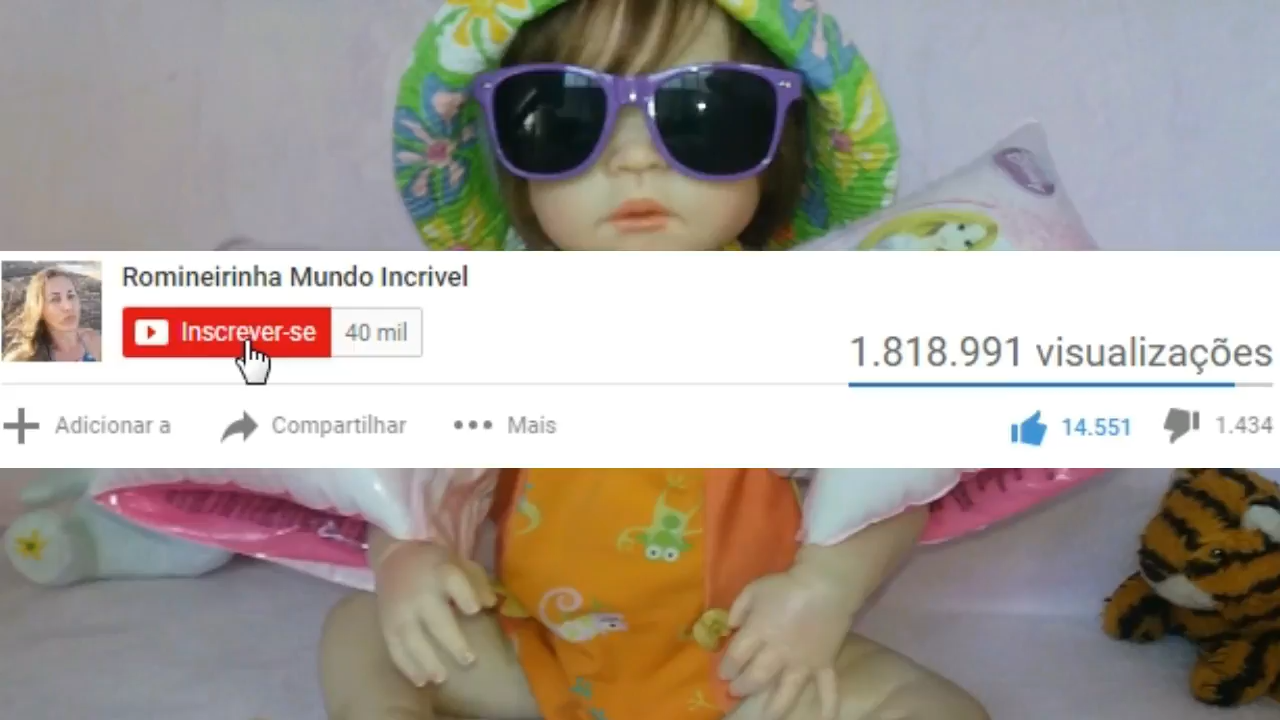 Romineirinha Mundo Incrivel
Inscrever-se 40 mil
1.818.991 visualizações
Adicionar a Compartilhar Mais 14.551 1.434